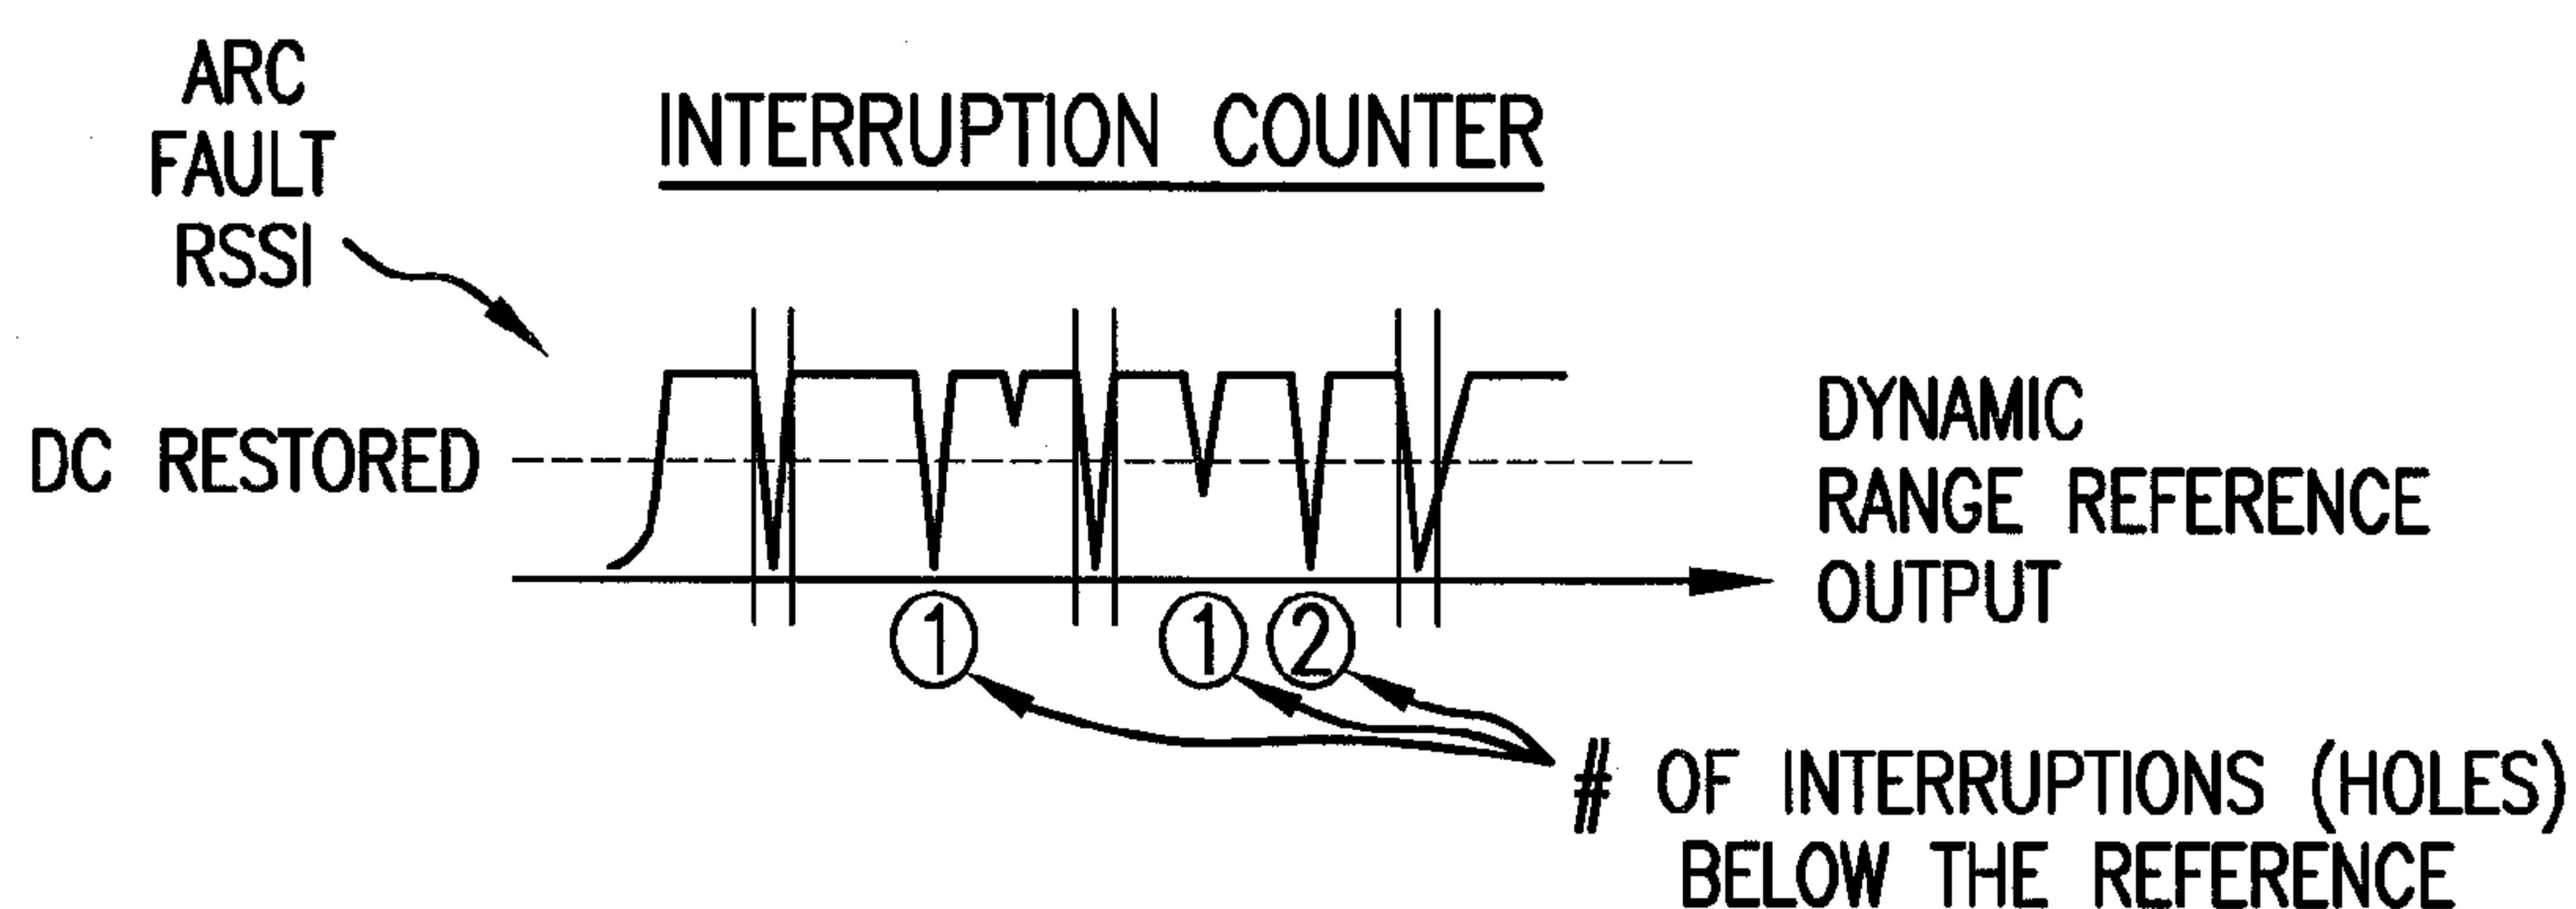 ARC
FAULT
RSSI
INTERRUPTION COUNTER
DC RESTORED
DYNAMIC
RANGE REFERENCE
OUTPUT
1
1
2
# OF INTERRUPTIONS (HOLES)
BELOW THE REFERENCE